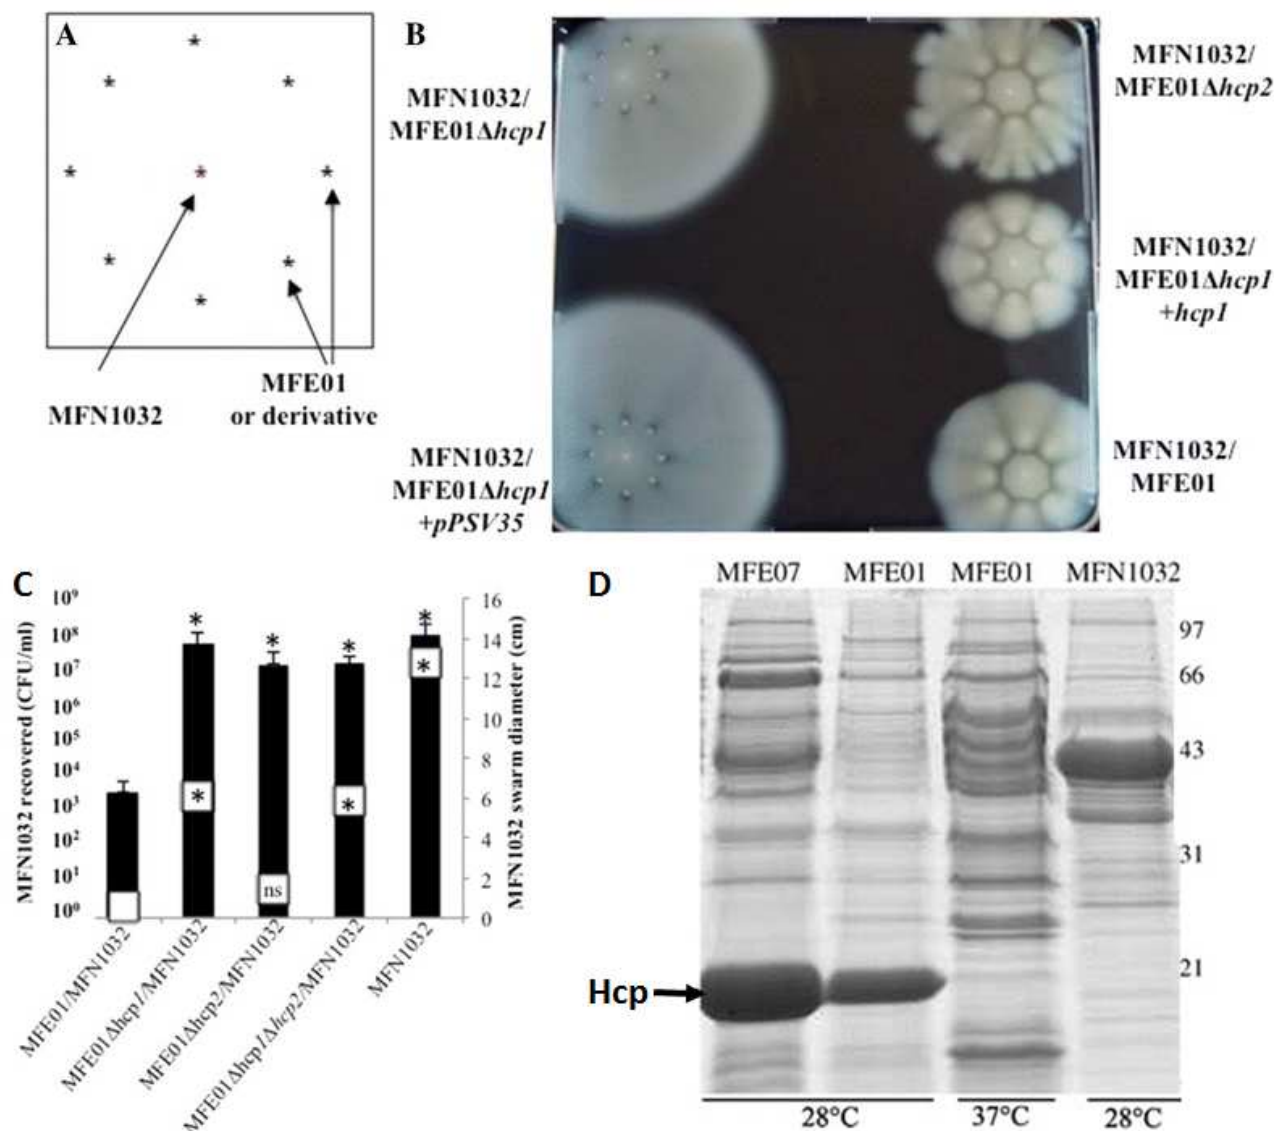 A
MFN1032
MFE01
or derivative
B
MFN1032/
MFE01Δhcp1
MFN1032/
MFE01Δhcp1
+pPSV35
MFN1032/
MFE01Δhcp2
MFN1032/
MFE01Δhcp1
+hcp1
MFN1032/
MFE01
C
MFN1032 recovered (CFU/ml)
10⁹
10⁸
10⁷
10⁶
10⁵
10⁴
10³
10²
10¹
10⁰
*
*
*
*
*
ns
*
*
16
14
12
10
8
6
4
2
0
MFN1032 swarm diameter (cm)
MFE01/MFN1032
MFE01Δhcp1/MFN1032
MFE01Δhcp2/MFN1032
MFE01Δhcp1Δhcp2/MFN1032
MFN1032
D
MFE07 MFE01 MFE01 MFN1032
97
66
43
31
21
Hcp
28°C 37°C 28°C